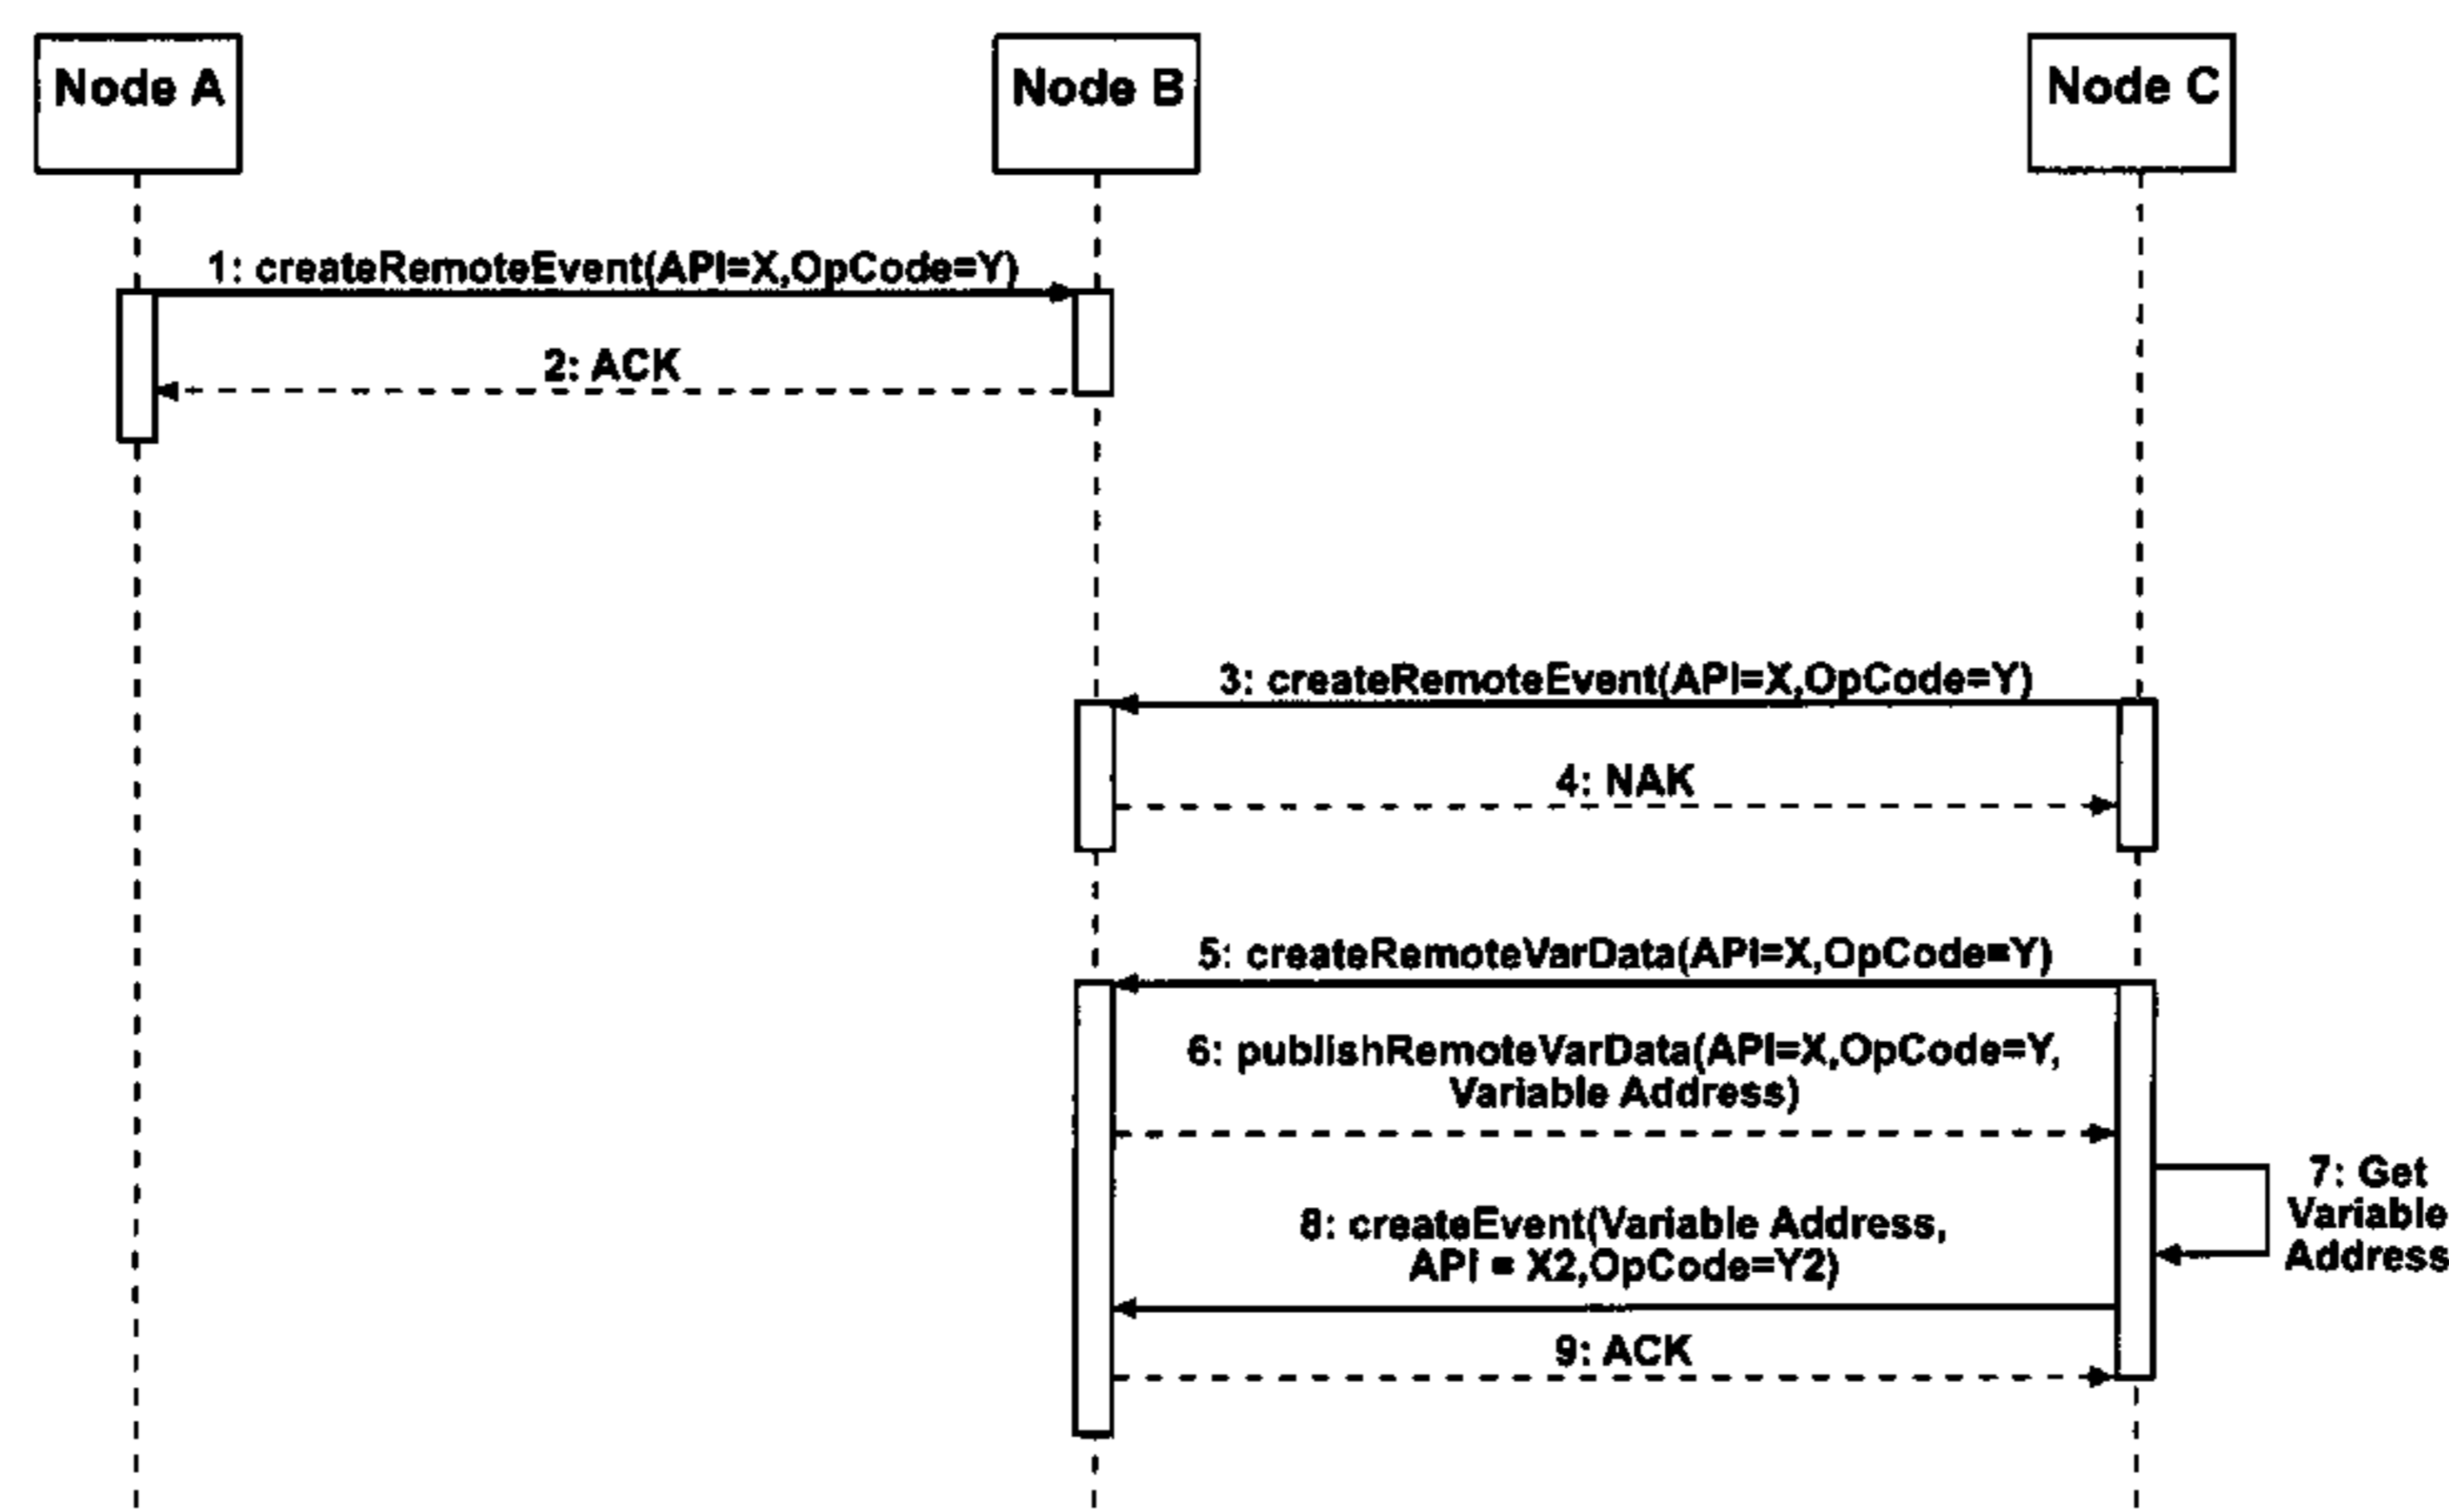 Node A
Node B
Node C
1: createRemoteEvent(API=X,OpCode=Y)
2: ACK
3: createRemoteEvent(API=X,OpCode=Y)
4: NAK
5: createRemoteVarData(API=X,OpCode=Y)
6: publishRemoteVarData(API=X,OpCode=Y,
Variable Address)
7: Get
Variable
Address
8: createEvent(Variable Address,
API = X2,OpCode=Y2)
9: ACK